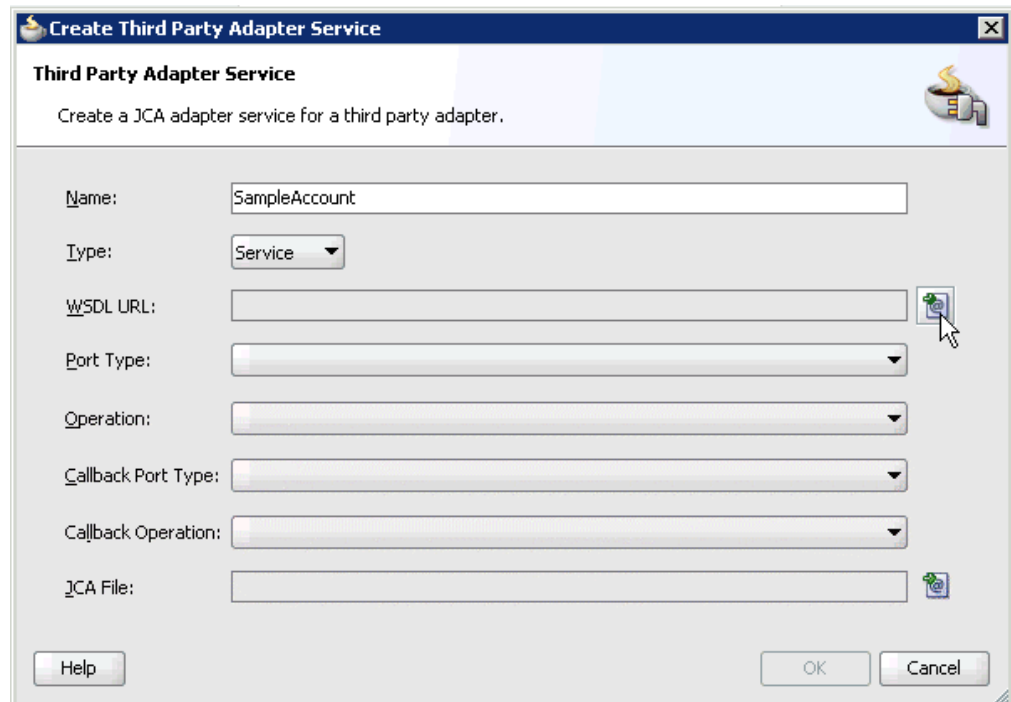 Create Third Party Adapter Service
Third Party Adapter Service
Create a JCA adapter service for a third party adapter.
Name: SampleAccount
Type: Service
WSDL URL:
Port Type:
Operation:
Callback Port Type:
Callback Operation:
JCA File:
Help OK Cancel